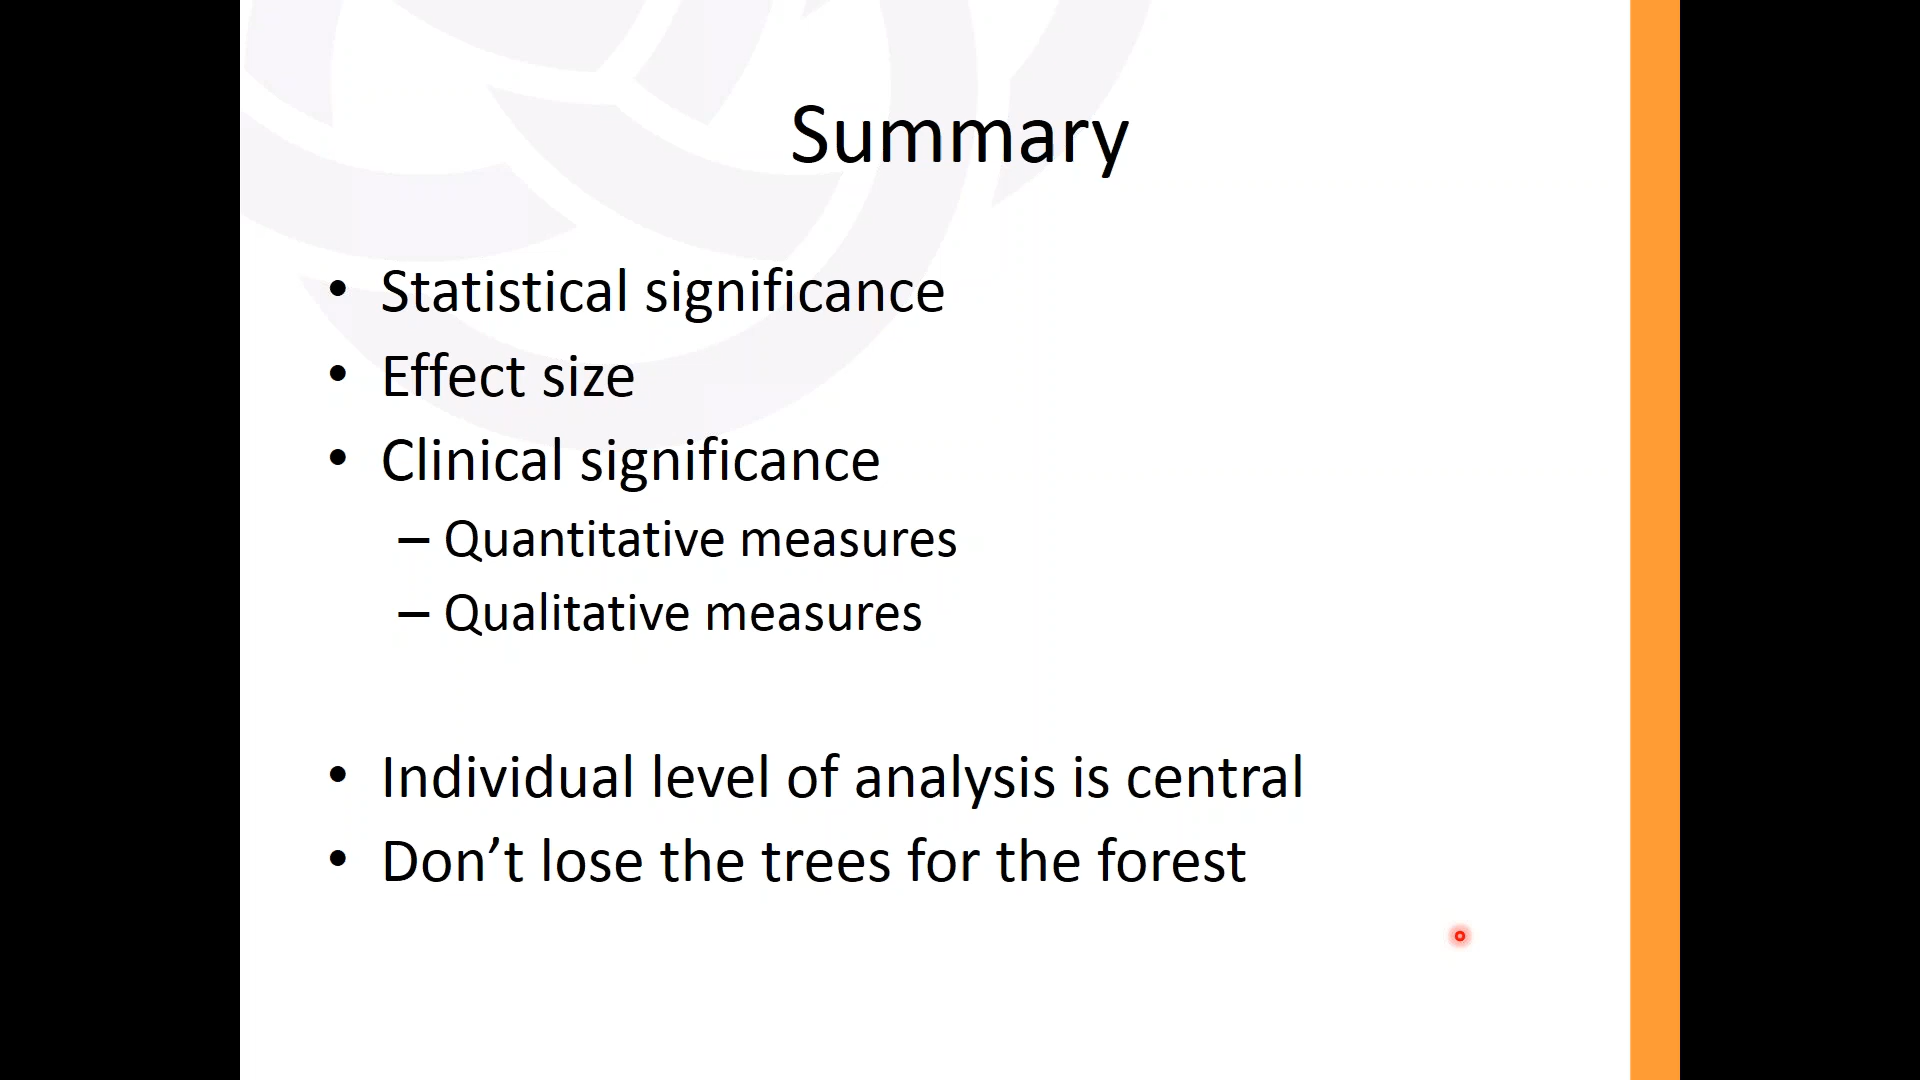 Summary
• Statistical significance
• Effect size
• Clinical significance
– Quantitative measures
– Qualitative measures
• Individual level of analysis is central
• Don’t lose the trees for the forest